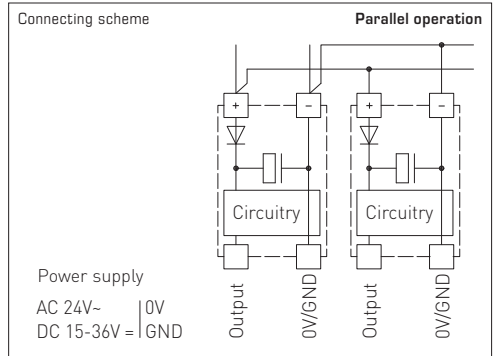 Connecting scheme Parallel operation
+ − + −
Circuitry Circuitry
Power supply
AC 24V~ 0V
DC 15-36V = GND
Output 0V/GND Output 0V/GND